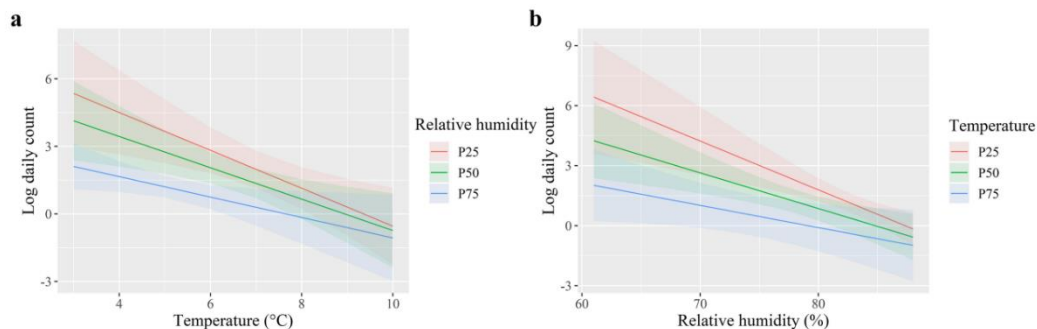 a
b
Log daily count
6
3
0
-3
4
6
8
10
Temperature (°C)
Relative humidity
P25
P50
P75
Log daily count
9
6
3
0
-3
60
70
80
Relative humidity (%)
Temperature
P25
P50
P75